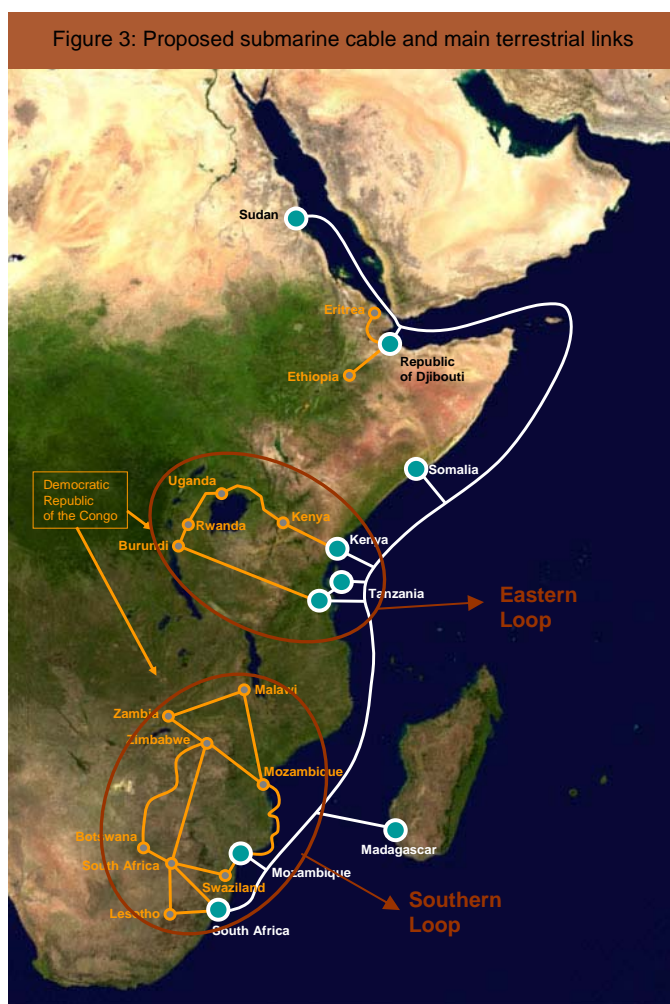 Figure 3: Proposed submarine cable and main terrestrial links
Sudan
Eritrea
Republic
of Djibouti
Ethiopia
Somalia
Democratic
Republic
of the Congo
Uganda
Rwanda
Kenya
Burundi
Kenya
Tanzania
Eastern
Loop
Malawi
Zambia
Zimbabwe
Mozambique
Botswana
South Africa
Swaziland
Mozambique
Madagascar
Lesotho
South Africa
Southern
Loop